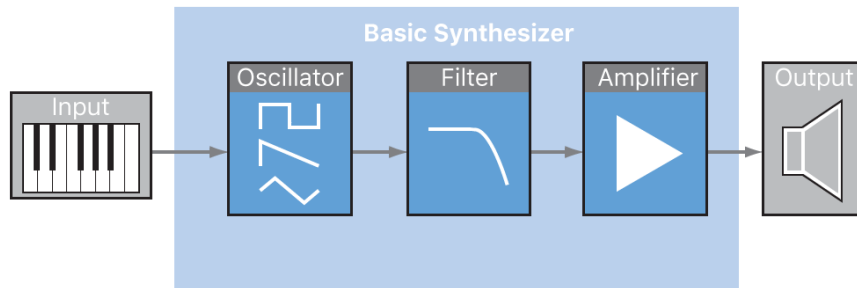 Basic Synthesizer
Input
Oscillator
Filter
Amplifier
Output